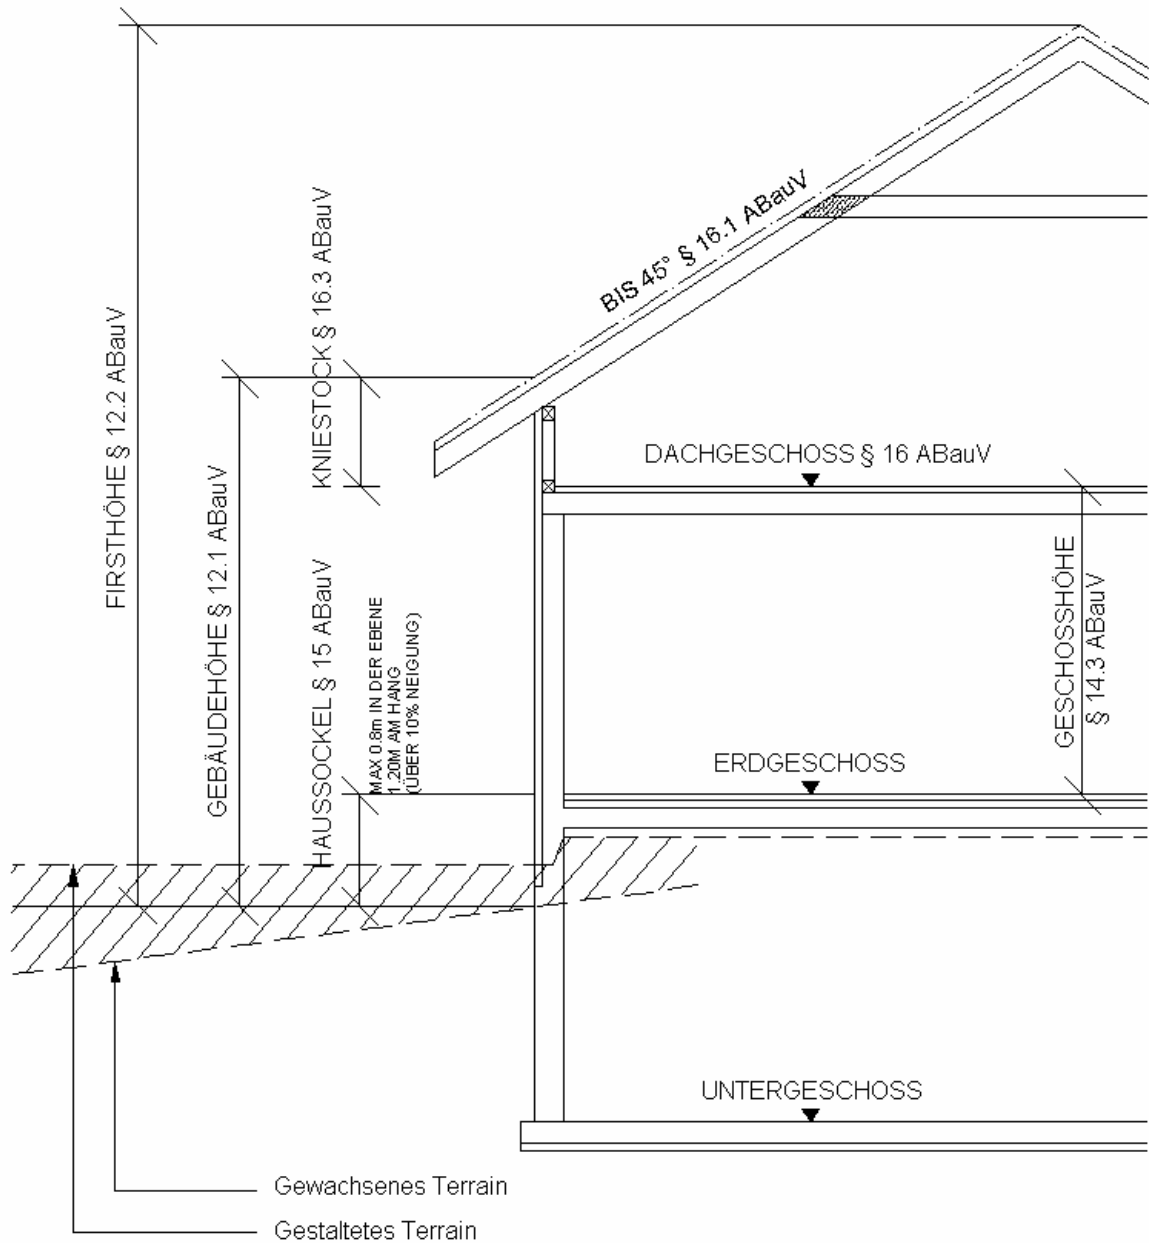 FIRSTHÖHE § 12.2 ABauV
GEBÄUDEHÖHE § 12.1 ABauV
KNIESTOCK § 16.3 ABauV
HAUSSOCKEL § 15 ABauV
MAX 0.8m IN DER EBENE
1.20M AM HANG
(ÜBER 10% NEIGUNG)
BIS 45° § 16.1 ABauV
DACHGESCHOSS § 16 ABauV
GESCHOSSHÖHE
§ 14.3 ABauV
ERDGESCHOSS
UNTERGESCHOSS
Gewachsenes Terrain
Gestaltetes Terrain